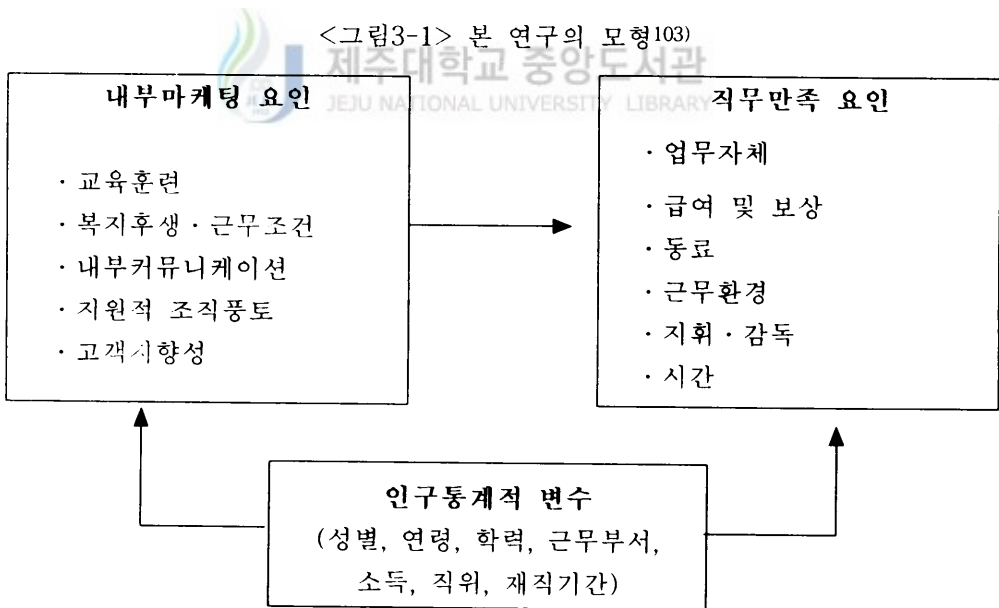 <그림3-1> 본 연구의 모형103)
제주대학교 중앙도서관
JEJU NATIONAL UNIVERSITY LIBRARY
내부마케팅 요인
· 교육훈련
· 복지후생 · 근무조건
· 내부커뮤니케이션
· 지원적 조직풍토
· 고객지향성
직무만족 요인
· 업무자체
· 급여 및 보상
· 동료
· 근무환경
· 지휘 · 감독
· 시간
인구통계적 변수
(성별, 연령, 학력, 근무부서,
소득, 직위, 재직기간)